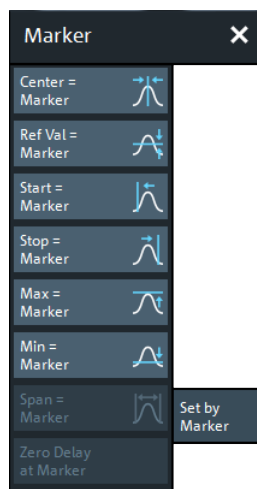 Marker
Center =
Marker
Ref Val =
Marker
Start =
Marker
Stop =
Marker
Max =
Marker
Min =
Marker
Span =
Marker
Set by
Marker
Zero Delay
at Marker